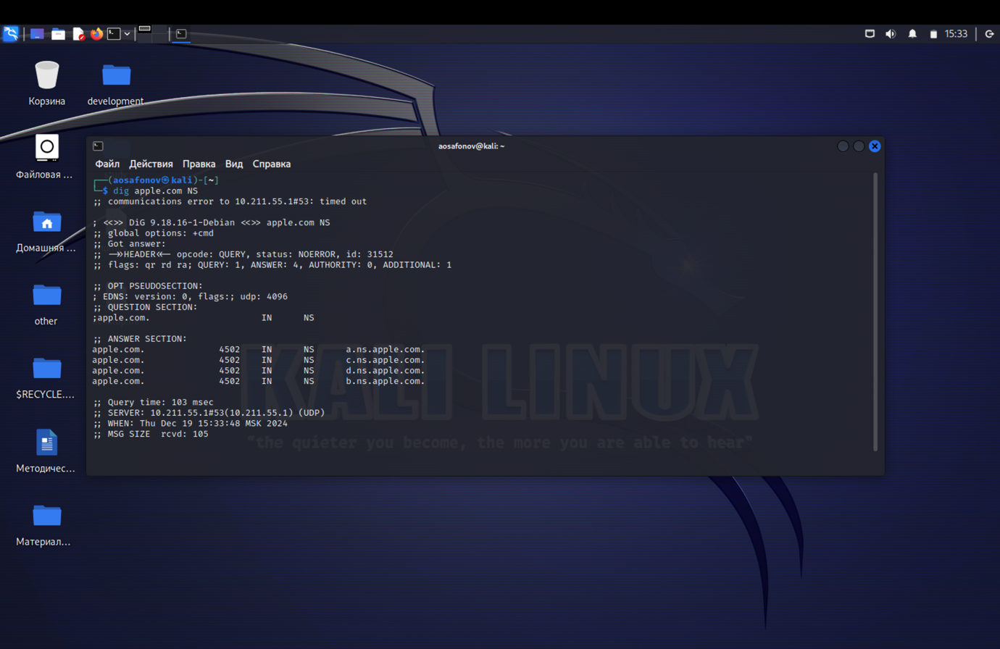 15:33
Корзина
development
Файловая ...
Домашняя ...
other
$RECYCLE....
Методичес...
Материал...
aosafonov@kali: ~
Файл Действия Правка Вид Справка
┌──(aosafonov㉿kali)-[~]
└─$ dig apple.com NS
;; communications error to 10.211.55.1#53: timed out
; <<>> DiG 9.18.16-1-Debian <<>> apple.com NS
;; global options: +cmd
;; Got answer:
;; ->>HEADER<<- opcode: QUERY, status: NOERROR, id: 31512
;; flags: qr rd ra; QUERY: 1, ANSWER: 4, AUTHORITY: 0, ADDITIONAL: 1
;; OPT PSEUDOSECTION:
; EDNS: version: 0, flags:; udp: 4096
;; QUESTION SECTION:
;apple.com. IN NS
;; ANSWER SECTION:
apple.com. 4502 IN NS a.ns.apple.com.
apple.com. 4502 IN NS c.ns.apple.com.
apple.com. 4502 IN NS d.ns.apple.com.
apple.com. 4502 IN NS b.ns.apple.com.
;; Query time: 103 msec
;; SERVER: 10.211.55.1#53(10.211.55.1) (UDP)
;; WHEN: Thu Dec 19 15:33:48 MSK 2024
;; MSG SIZE rcvd: 105
KALI LINUX
"the quieter you become, the more you are able to hear"